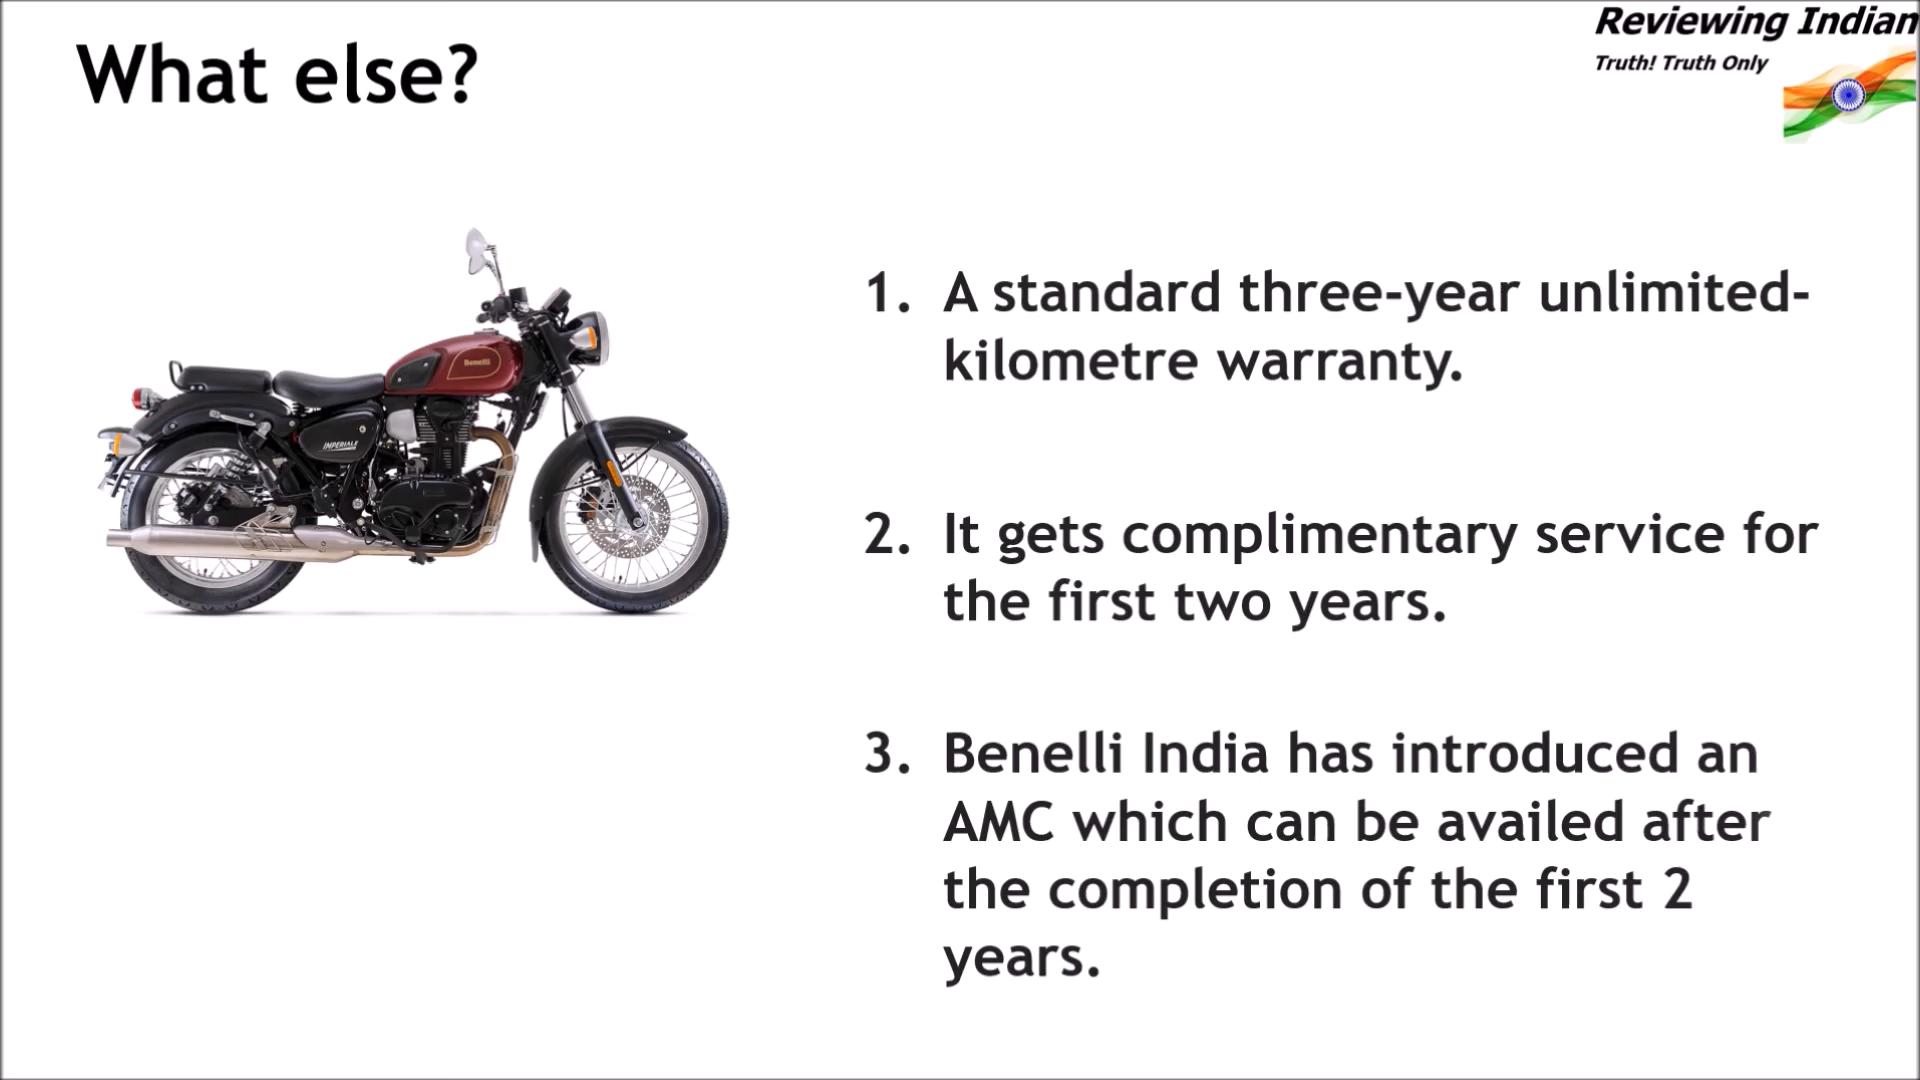 What else?
Reviewing Indian
Truth! Truth Only
Benelli
IMPERIALE
1. A standard three-year unlimited-
kilometre warranty.
2. It gets complimentary service for
the first two years.
3. Benelli India has introduced an
AMC which can be availed after
the completion of the first 2
years.